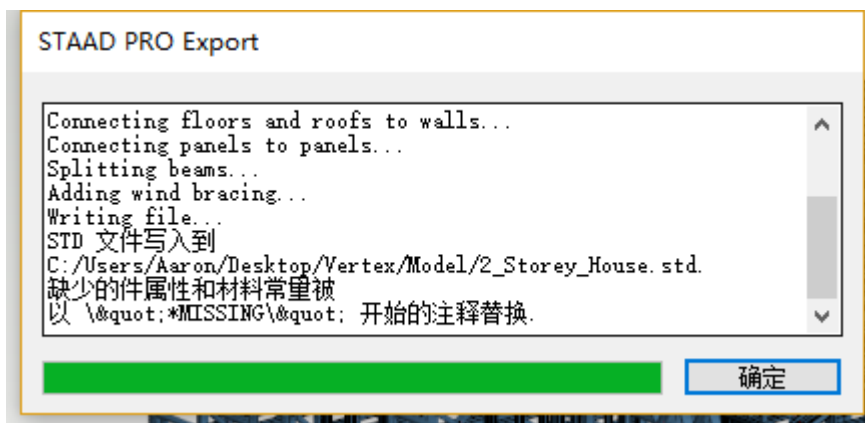 STAAD PRO Export
Connecting floors and roofs to walls...
Connecting panels to panels...
Splitting beams...
Adding wind bracing...
Writing file...
STD 文件写入到
C:/Users/Aaron/Desktop/Vertex/Model/2_Storey_House.std.
缺少的件属性和材料常量被
以 \&quot;*MISSING\&quot; 开始的注释替换.
确定